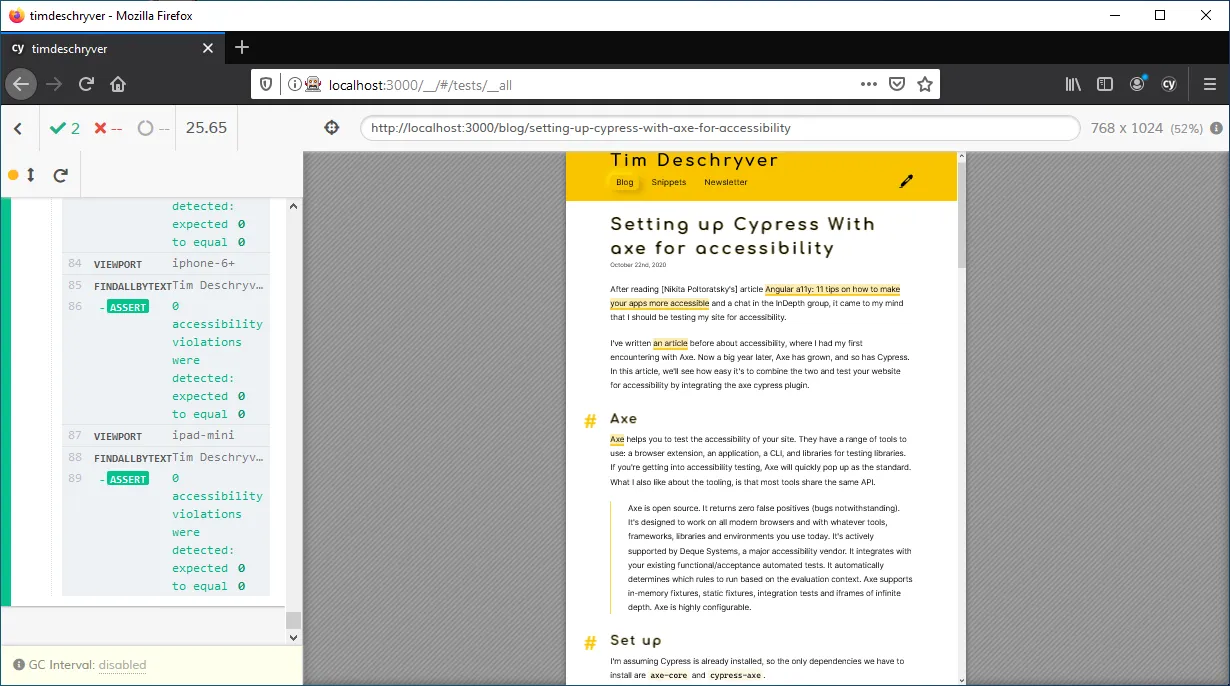 timdeschryver - Mozilla Firefox
cy timdeschryver
localhost:3000/__/#/tests/__all
cy
2 -- -- 25.65
http://localhost:3000/blog/setting-up-cypress-with-axe-for-accessibility
768 x 1024 (52%)
detected:
expected 0
to equal 0
84 VIEWPORT iphone-6+
85 FINDALLBYTEXT Tim Deschryv…
86 - ASSERT 0
accessibility
violations
were
detected:
expected 0
to equal 0
87 VIEWPORT ipad-mini
88 FINDALLBYTEXT Tim Deschryv…
89 - ASSERT 0
accessibility
violations
were
detected:
expected 0
to equal 0
GC Interval: disabled
Tim Deschryver
Blog Snippets Newsletter
Setting up Cypress With
axe for accessibility
October 22nd, 2020
After reading [Nikita Poltoratsky's] article Angular a11y: 11 tips on how to make
your apps more accessible and a chat in the InDepth group, it came to my mind
that I should be testing my site for accessibility.
I've written an article before about accessibility, where I had my first
encountering with Axe. Now a big year later, Axe has grown, and so has Cypress.
In this article, we'll see how easy it's to combine the two and test your website
for accessibility by integrating the axe cypress plugin.
# Axe
Axe helps you to test the accessibility of your site. They have a range of tools to
use: a browser extension, an application, a CLI, and libraries for testing libraries.
If you're getting into accessibility testing, Axe will quickly pop up as the standard.
What I also like about the tooling, is that most tools share the same API.
Axe is open source. It returns zero false positives (bugs notwithstanding).
It's designed to work on all modern browsers and with whatever tools,
frameworks, libraries and environments you use today. It's actively
supported by Deque Systems, a major accessibility vendor. It integrates with
your existing functional/acceptance automated tests. It automatically
determines which rules to run based on the evaluation context. Axe supports
in-memory fixtures, static fixtures, integration tests and iframes of infinite
depth. Axe is highly configurable.
# Set up
I'm assuming Cypress is already installed, so the only dependencies we have to
install are axe-core and cypress-axe.